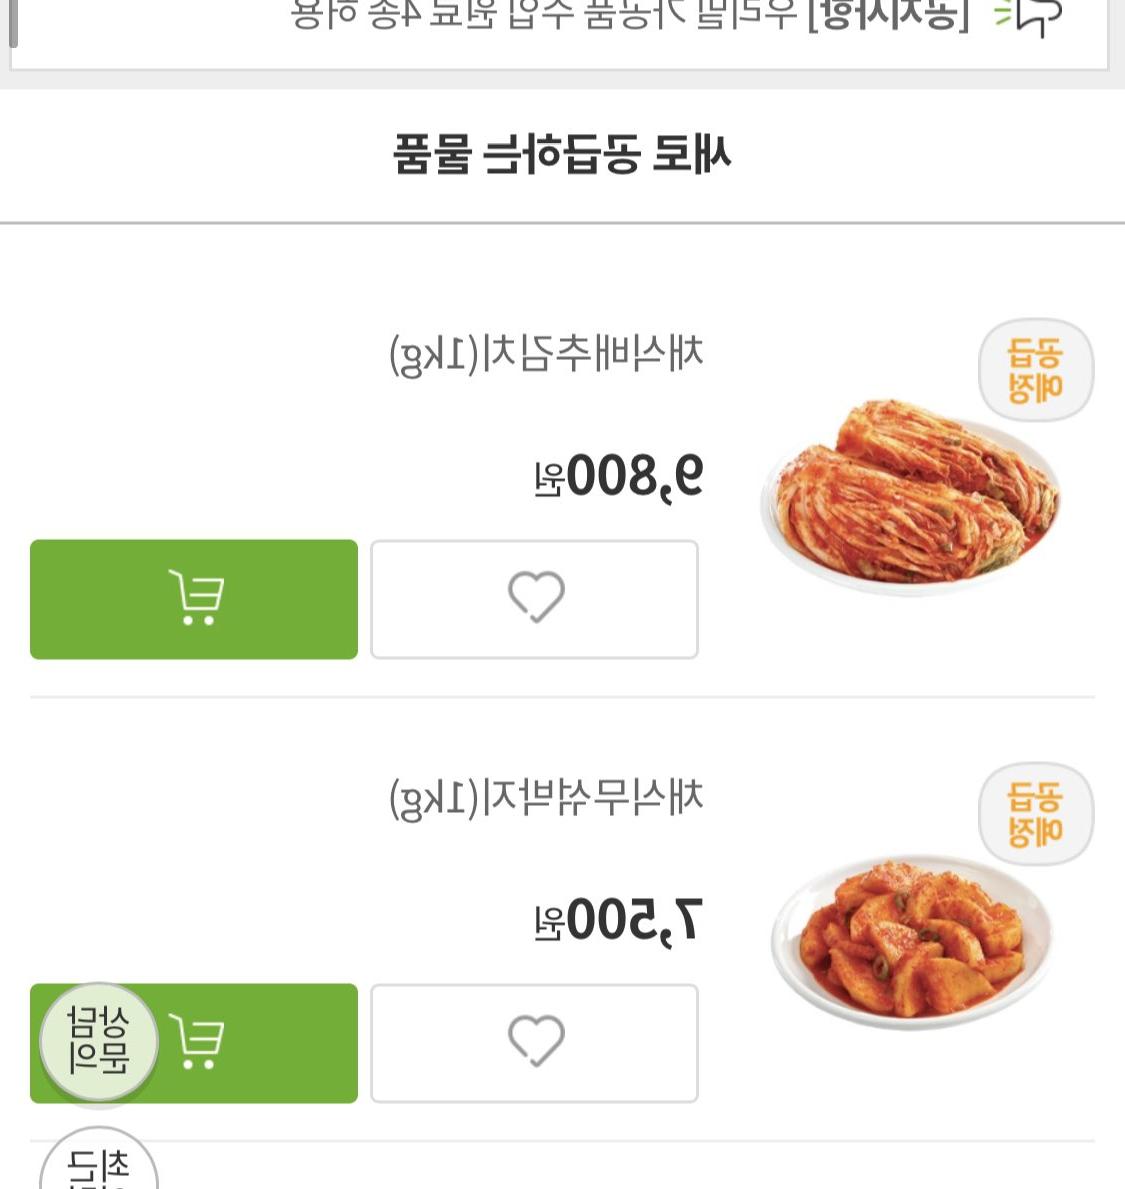 [공지사항] 우리밀 가공품 수입 원료 4종 허용
새로 공급하는 물품
공급
예정
채식배추김치(1kg)
9,800원
공급
예정
채식무섞박지(1kg)
7,500원
상담
문의
최근